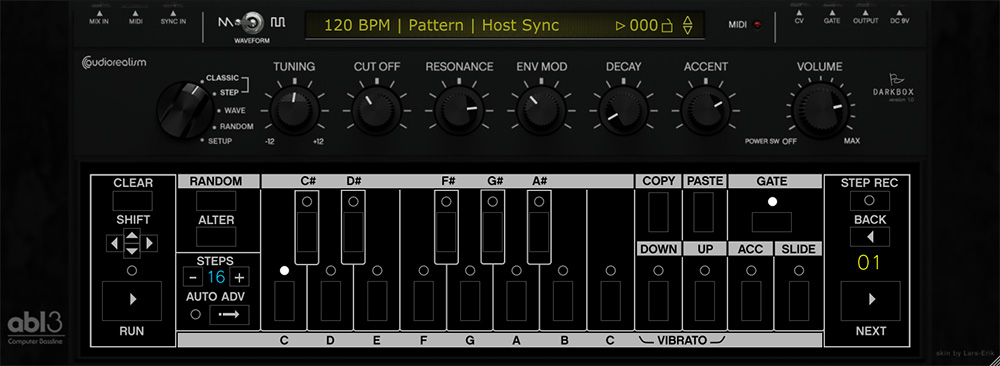 MIX IN MIDI SYNC IN
WAVEFORM
120 BPM | Pattern | Host Sync 000
MIDI
CV GATE OUTPUT DC 9V
audiorealism
CLASSIC
STEP
WAVE
RANDOM
SETUP
TUNING CUT OFF RESONANCE ENV MOD DECAY ACCENT VOLUME
-12 +12
POWER SW OFF MAX
DARKBOX
version 1.0
CLEAR RANDOM C# D# F# G# A# COPY PASTE GATE STEP REC
SHIFT ALTER BACK
STEPS DOWN UP ACC SLIDE
- 16 + 01
AUTO ADV
RUN NEXT
C D E F G A B C VIBRATO
abl3
Computer Bassline
skin by Lars-Erik